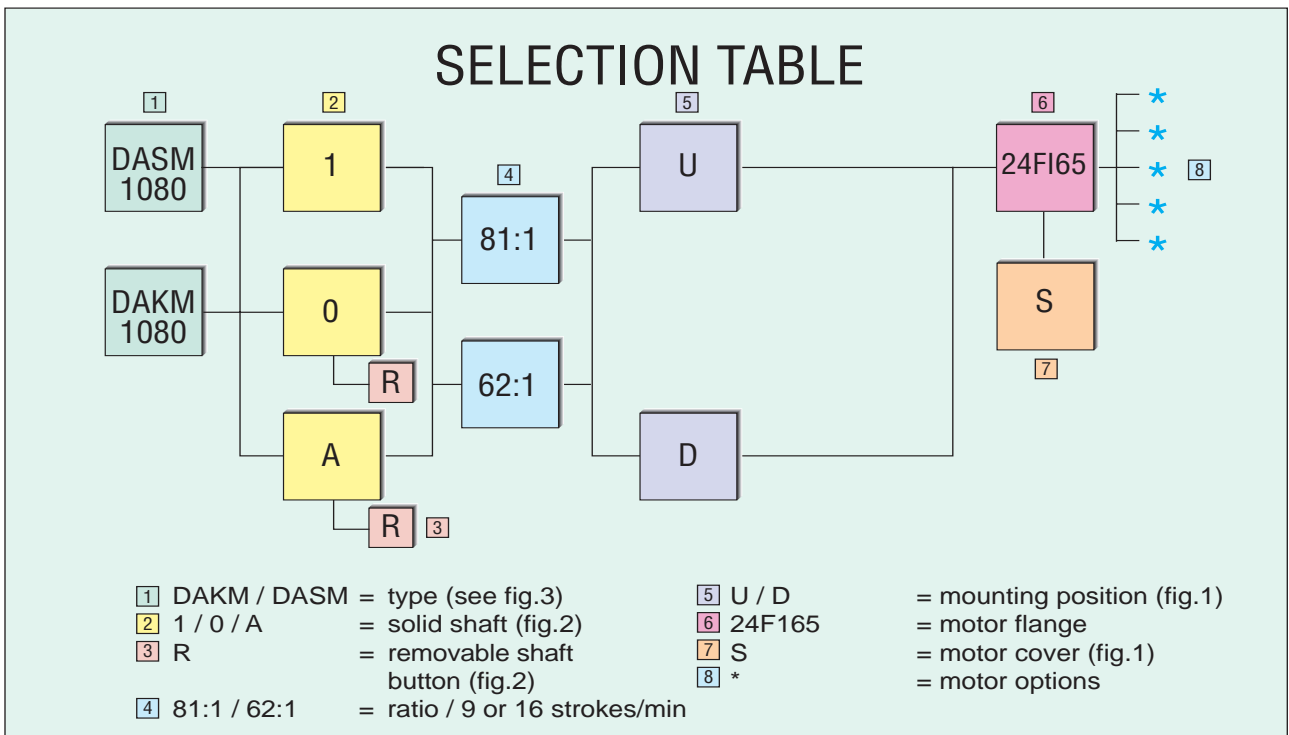 SELECTION TABLE
1
2
5
6
DASM
1080
1
4
U
24FI65
*
*
*
*
*
8
81:1
DAKM
1080
0
R
62:1
S
7
A
R
3
D
1 DAKM / DASM = type (see fig.3)
2 1 / 0 / A = solid shaft (fig.2)
3 R = removable shaft
button (fig.2)
4 81:1 / 62:1 = ratio / 9 or 16 strokes/min
5 U / D = mounting position (fig.1)
6 24F165 = motor flange
7 S = motor cover (fig.1)
8 * = motor options